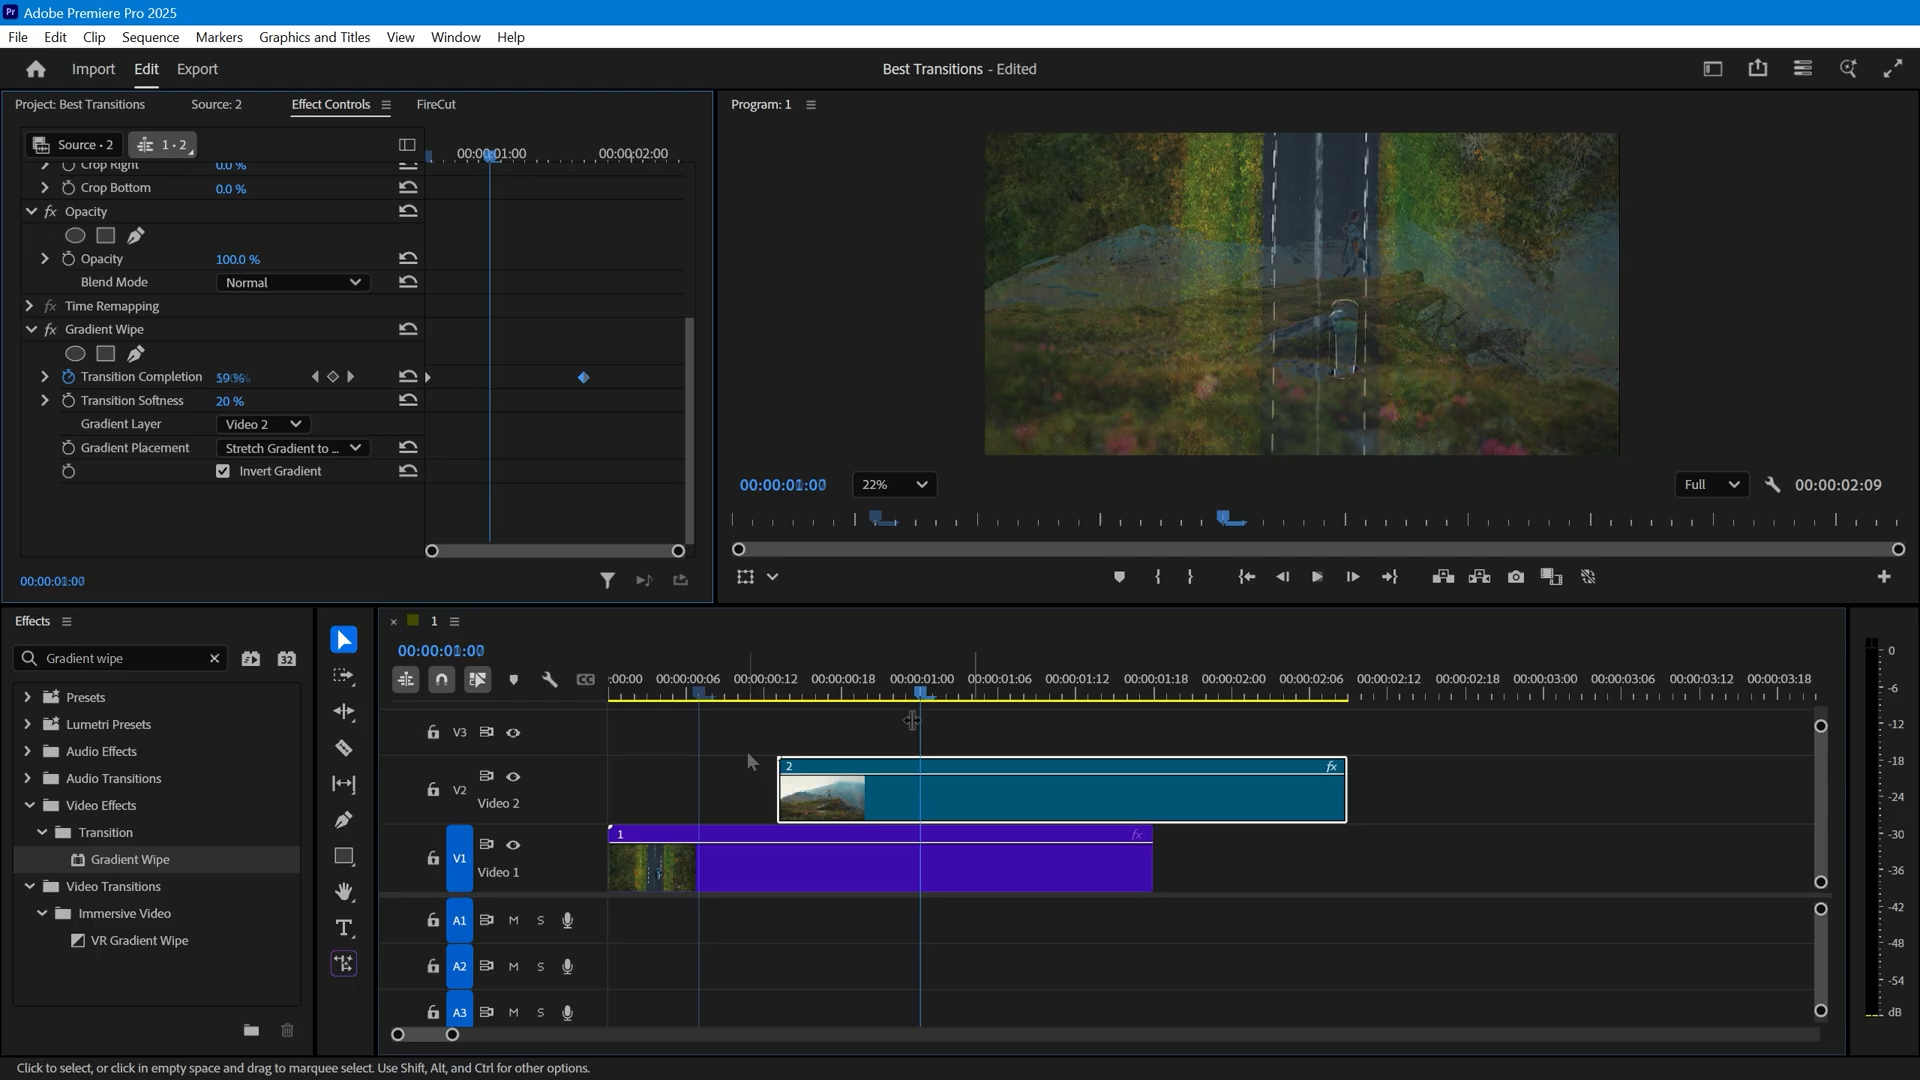 Pr Adobe Premiere Pro 2025
File Edit Clip Sequence Markers Graphics and Titles View Window Help
Import Edit Export
Best Transitions - Edited
Project: Best Transitions Source: 2 Effect Controls FireCut
Program: 1
Source • 2 1 • 2
00:00:01:00 00:00:02:00
Crop Right 0.0 %
Crop Bottom 0.0 %
fx Opacity
Opacity 100.0 %
Blend Mode Normal
fx Time Remapping
fx Gradient Wipe
Transition Completion
Transition Softness 20 %
Gradient Layer Video 2
Gradient Placement Stretch Gradient to ...
Invert Gradient
00:00:01:00
00:00:01:00 22% Full 00:00:02:09
Effects
Gradient wipe
32
Presets
Lumetri Presets
Audio Effects
Audio Transitions
Video Effects
Transition
Gradient Wipe
Video Transitions
Immersive Video
VR Gradient Wipe
1
00:00:01:00
CC
:00:00 00:00:00:06 00:00:00:12 00:00:00:18 00:00:01:00 00:00:01:06 00:00:01:12 00:00:01:18 00:00:02:00 00:00:02:06 00:00:02:12 00:00:02:18 00:00:03:00 00:00:03:06 00:00:03:12 00:00:03:18
V3
V2 Video 2
2 fx
V1 Video 1
1 fx
A1 M S
A2 M S
A3 M S
0
-6
-12
-18
-24
-30
-36
-42
-48
-54
dB
Click to select, or click in empty space and drag to marquee select. Use Shift, Alt, and Ctrl for other options.